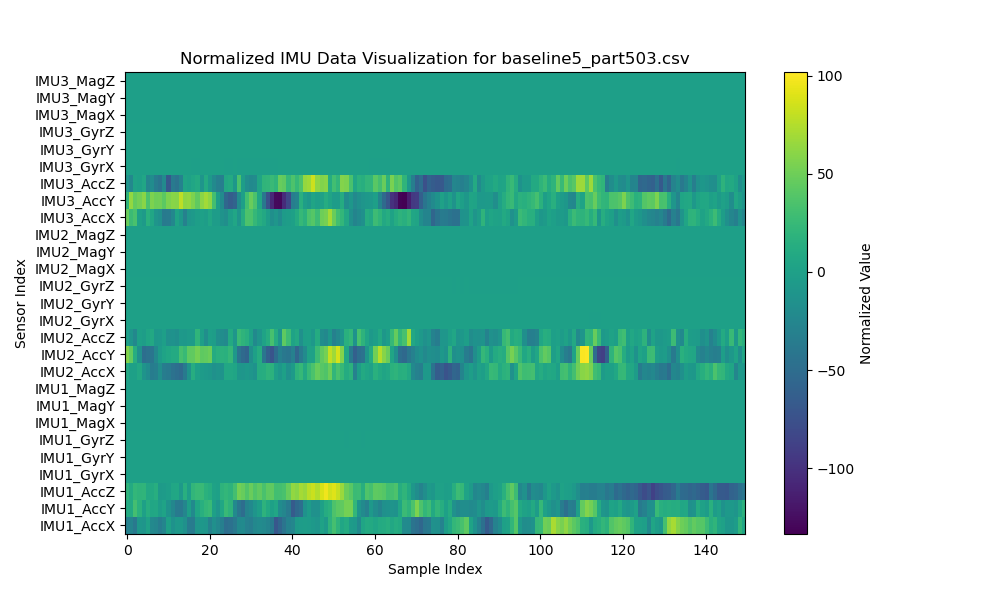 Normalized IMU Data Visualization for baseline5_part503.csv
IMU3_MagZ
IMU3_MagY
IMU3_MagX
IMU3_GyrZ
IMU3_GyrY
IMU3_GyrX
IMU3_AccZ
IMU3_AccY
IMU3_AccX
IMU2_MagZ
IMU2_MagY
IMU2_MagX
IMU2_GyrZ
IMU2_GyrY
IMU2_GyrX
IMU2_AccZ
IMU2_AccY
IMU2_AccX
IMU1_MagZ
IMU1_MagY
IMU1_MagX
IMU1_GyrZ
IMU1_GyrY
IMU1_GyrX
IMU1_AccZ
IMU1_AccY
IMU1_AccX
Sensor Index
0 20 40 60 80 100 120 140
Sample Index
100
50
0
−50
−100
Normalized Value